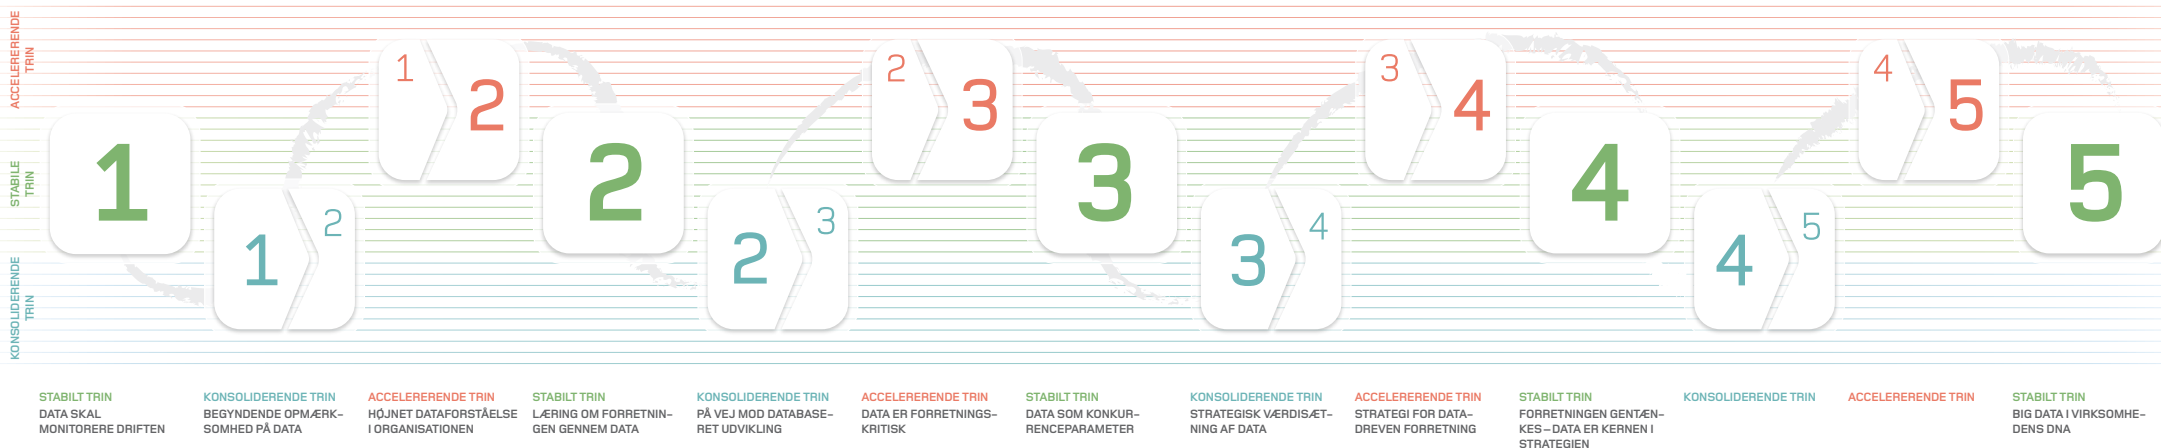 ACCELERERENDE
TRIN
STABILE
TRIN
KONSOLIDERENDE
TRIN
1
1 2
1 2
2
2 3
2 3
3
3 4
3 4
4
4 5
4 5
5
STABILT TRIN
DATA SKAL
MONITORERE DRIFTEN
KONSOLIDERENDE TRIN
BEGYNDENDE OPMÆRK-
SOMHED PÅ DATA
ACCELERERENDE TRIN
HØJNET DATAFORSTÅELSE
I ORGANISATIONEN
STABILT TRIN
LÆRING OM FORRETNIN-
GEN GENNEM DATA
KONSOLIDERENDE TRIN
PÅ VEJ MOD DATABASE-
RET UDVIKLING
ACCELERERENDE TRIN
DATA ER FORRETNINGS-
KRITISK
STABILT TRIN
DATA SOM KONKUR-
RENCEPARAMETER
KONSOLIDERENDE TRIN
STRATEGISK VÆRDISÆT-
NING AF DATA
ACCELERERENDE TRIN
STRATEGI FOR DATA-
DREVEN FORRETNING
STABILT TRIN
FORRETNINGEN GENTÆN-
KES – DATA ER KERNEN I
STRATEGIEN
KONSOLIDERENDE TRIN
ACCELERERENDE TRIN
STABILT TRIN
BIG DATA I VIRKSOMHE-
DENS DNA